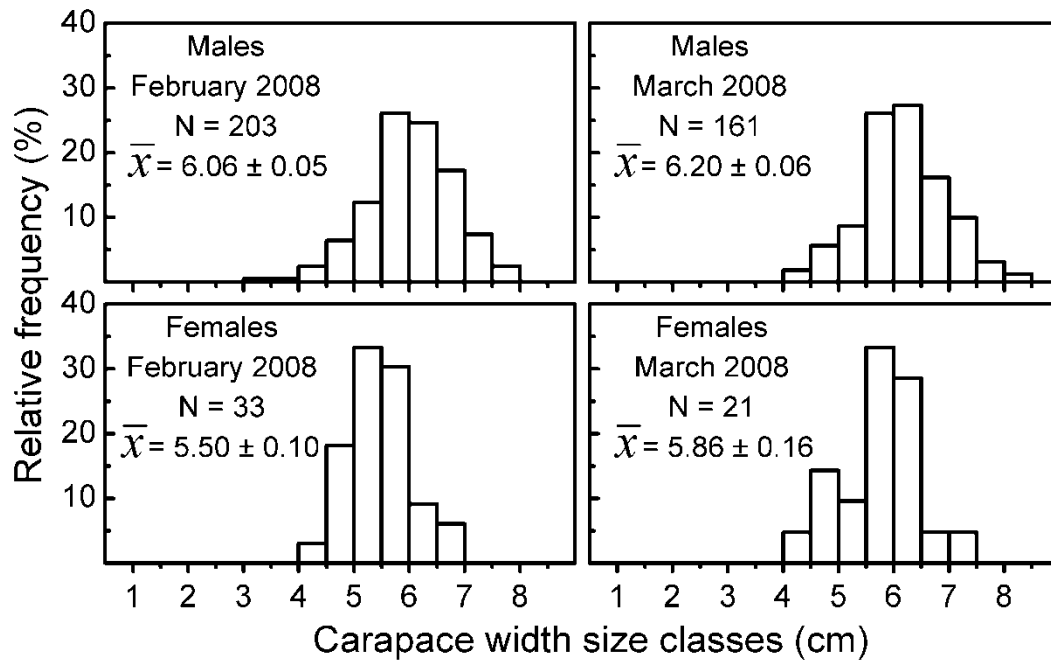 Relative frequency (%)
40
30
20
10
Males
February 2008
N = 203
x̄ = 6.06 ± 0.05
Males
March 2008
N = 161
x̄ = 6.20 ± 0.06
40
30
20
10
Females
February 2008
N = 33
x̄ = 5.50 ± 0.10
Females
March 2008
N = 21
x̄ = 5.86 ± 0.16
1 2 3 4 5 6 7 8
1 2 3 4 5 6 7 8
Carapace width size classes (cm)